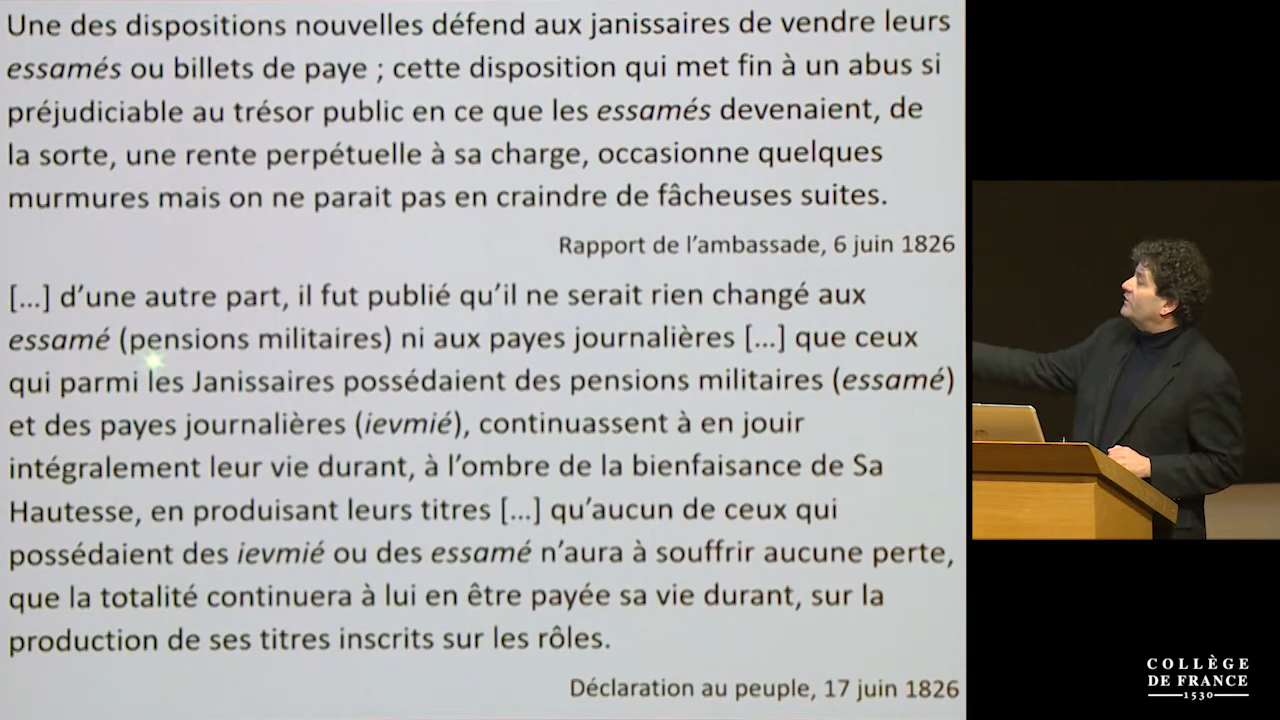 Une des dispositions nouvelles défend aux janissaires de vendre leurs
essamés ou billets de paye ; cette disposition qui met fin à un abus si
préjudiciable au trésor public en ce que les essamés devenaient, de
la sorte, une rente perpétuelle à sa charge, occasionne quelques
murmures mais on ne parait pas en craindre de fâcheuses suites.
Rapport de l’ambassade, 6 juin 1826
[…] d’une autre part, il fut publié qu’il ne serait rien changé aux
essamé (pensions militaires) ni aux payes journalières […] que ceux
qui parmi les Janissaires possédaient des pensions militaires (essamé)
et des payes journalières (ievmié), continuassent à en jouir
intégralement leur vie durant, à l’ombre de la bienfaisance de Sa
Hautesse, en produisant leurs titres […] qu’aucun de ceux qui
possédaient des ievmié ou des essamé n’aura à souffrir aucune perte,
que la totalité continuera à lui en être payée sa vie durant, sur la
production de ses titres inscrits sur les rôles.
Déclaration au peuple, 17 juin 1826
COLLÈGE
DE FRANCE
1530